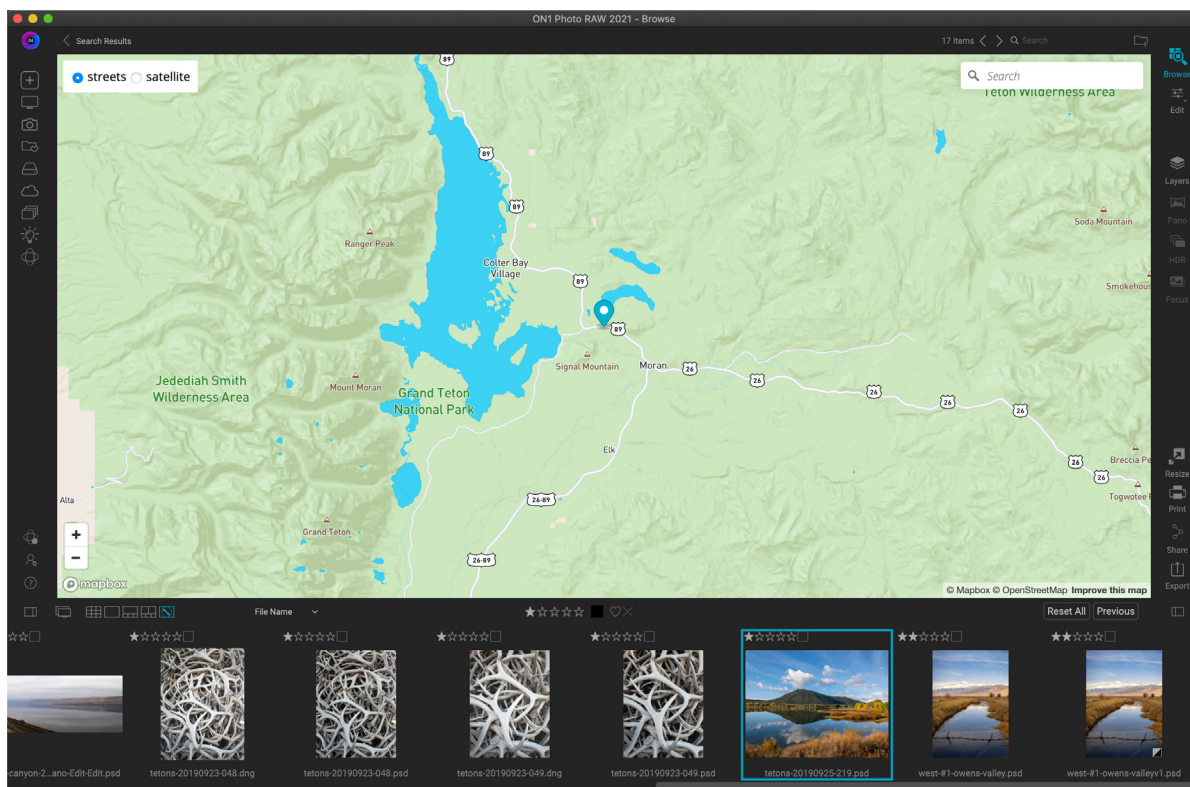 ON1 Photo RAW 2021 - Browse
Search Results
17 Items
Search
streets
satellite
Search
Teton Wilderness Area
89
89
89
Ranger Peak
Colter Bay
Village
89
Soda Mountain
Smokehous
89
Signal Mountain
Moran
26
26
26
26
26
Jedediah Smith
Wilderness Area
Mount Moran
Grand Teton
National Park
Elk
26
26
Breccia Pe
Togwotee
Alta
26-89
Grand Teton
26-89
+
−
mapbox
© Mapbox © OpenStreetMap Improve this map
Browse
Edit
Layers
Pano
HDR
Focus
Resize
Print
Share
Export
File Name
Reset All
Previous
canyon-2...ano-Edit-Edit.psd
tetons-20190923-048.dng
tetons-20190923-048.psd
tetons-20190923-049.dng
tetons-20190923-049.psd
tetons-20190925-219.psd
west-#1-owens-valley.psd
west-#1-owens-valleyv1.psd